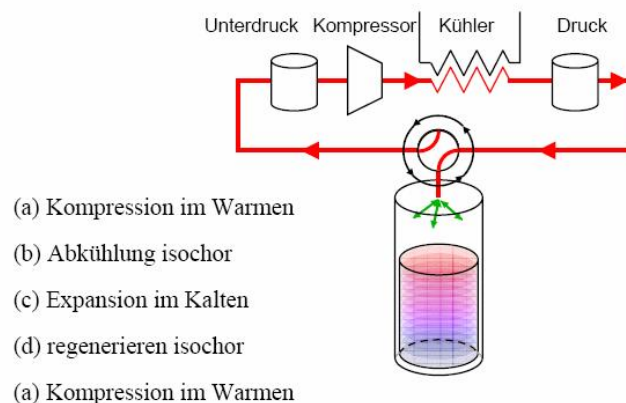 Unterdruck Kompressor Kühler Druck
(a) Kompression im Warmen
(b) Abkühlung isochor
(c) Expansion im Kalten
(d) regenerieren isochor
(a) Kompression im Warmen